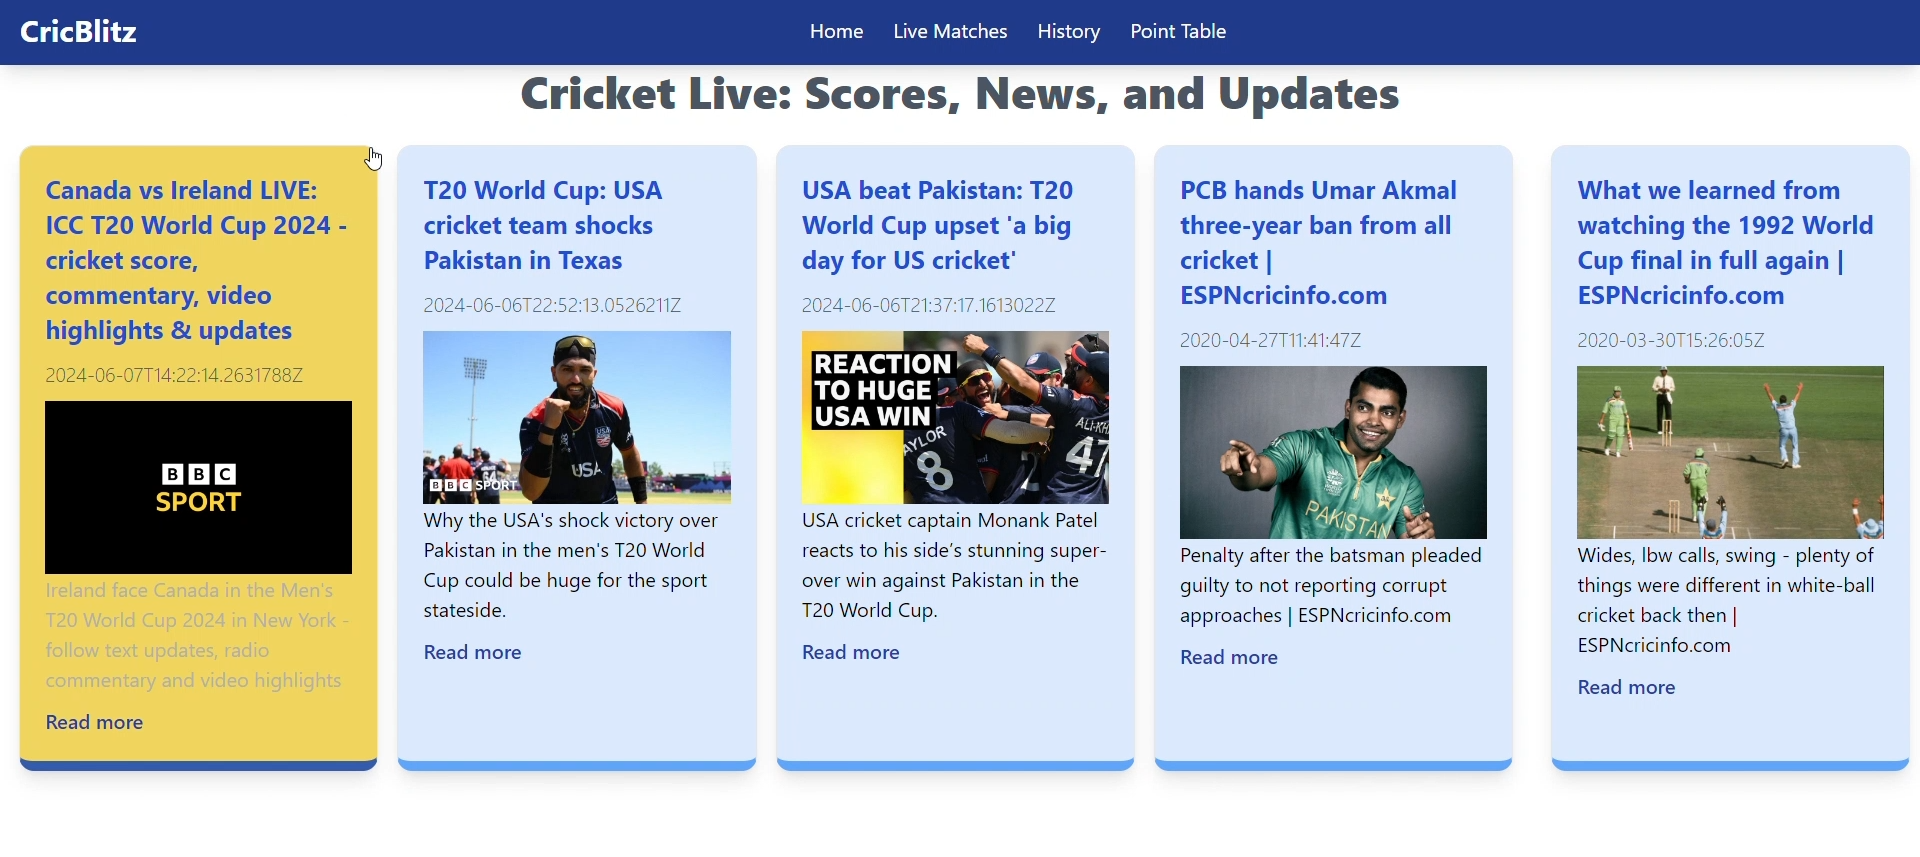 CricBlitz
Home
Live Matches
History
Point Table
Cricket Live: Scores, News, and Updates
Canada vs Ireland LIVE:
ICC T20 World Cup 2024 -
cricket score,
commentary, video
highlights & updates
2024-06-07T14:22:14.2631788Z
BBC
SPORT
Ireland face Canada in the Men's
T20 World Cup 2024 in New York -
follow text updates, radio
commentary and video highlights
Read more
T20 World Cup: USA
cricket team shocks
Pakistan in Texas
2024-06-06T22:52:13.0526211Z
USA
USA
BBC SPORT
Why the USA's shock victory over
Pakistan in the men's T20 World
Cup could be huge for the sport
stateside.
Read more
USA beat Pakistan: T20
World Cup upset 'a big
day for US cricket'
2024-06-06T21:37:17.1613022Z
REACTION
TO HUGE
USA WIN
AYLOR
8
ALI-KH
47
USA cricket captain Monank Patel
reacts to his side’s stunning super-
over win against Pakistan in the
T20 World Cup.
Read more
PCB hands Umar Akmal
three-year ban from all
cricket |
ESPNcricinfo.com
2020-04-27T11:41:47Z
PAKISTAN
Penalty after the batsman pleaded
guilty to not reporting corrupt
approaches | ESPNcricinfo.com
Read more
What we learned from
watching the 1992 World
Cup final in full again |
ESPNcricinfo.com
2020-03-30T15:26:05Z
Wides, lbw calls, swing - plenty of
things were different in white-ball
cricket back then |
ESPNcricinfo.com
Read more